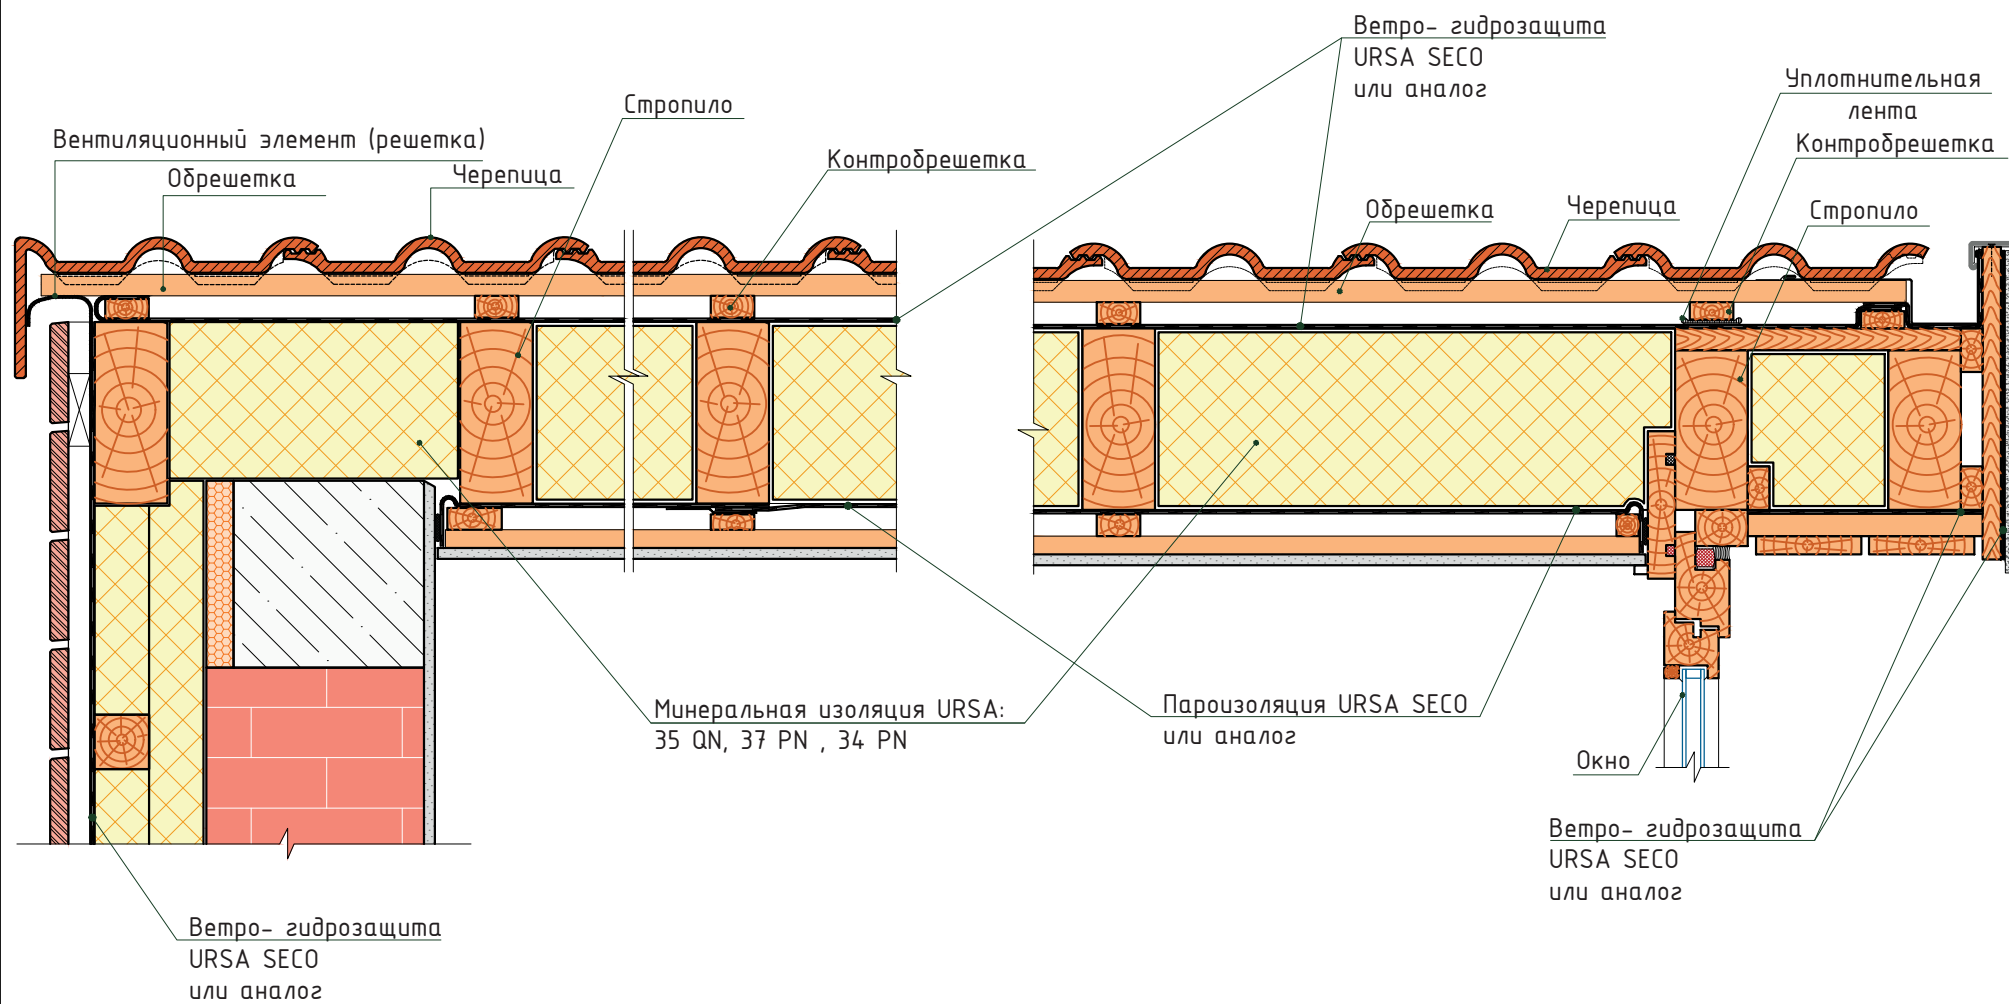 Ветро- гидрозащита
URSA SECO
или аналог
Уплотнительная
лента
Стропило
Вентиляционный элемент (решетка)
Контробрешетка
Контробрешетка
Обрешетка
Черепица
Обрешетка
Черепица
Стропило
Минеральная изоляция URSA:
35 QN, 37 PN , 34 PN
Пароизоляция URSA SECO
или аналог
Окно
Ветро- гидрозащита
URSA SECO
или аналог
Ветро- гидрозащита
URSA SECO
или аналог